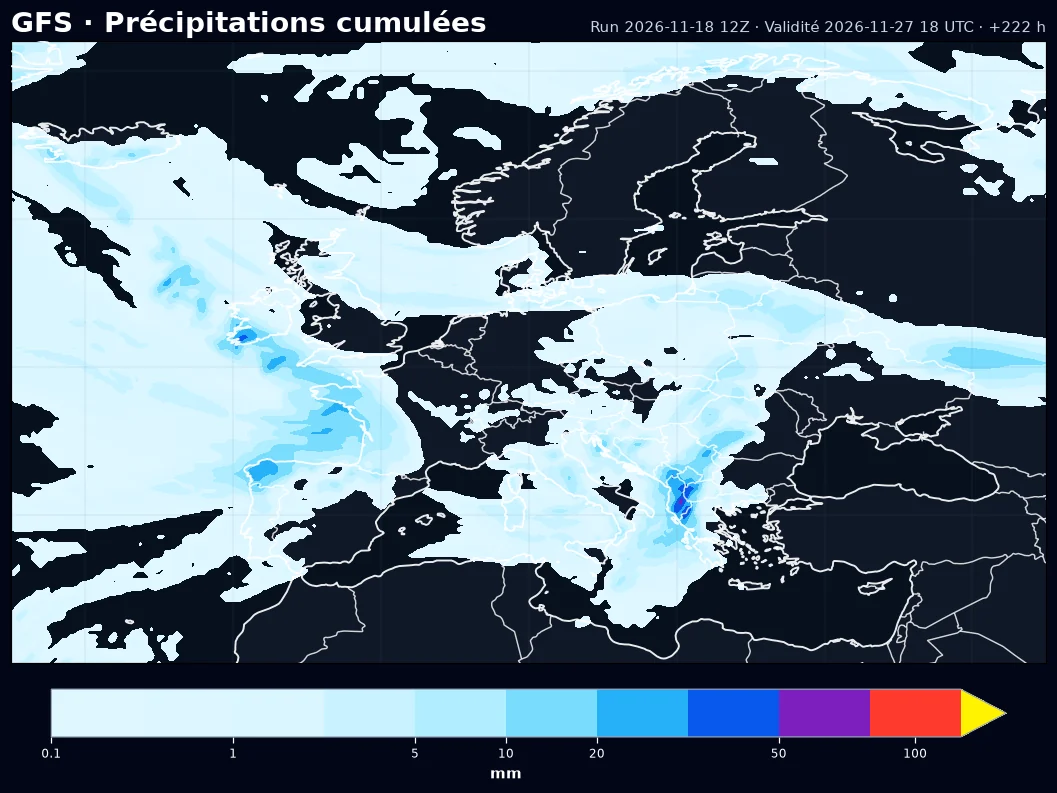 GFS · Précipitations cumulées
Run 2026-11-18 12Z · Validité 2026-11-27 18 UTC · +222 h
0.1 1 5 10 20 50 100
mm